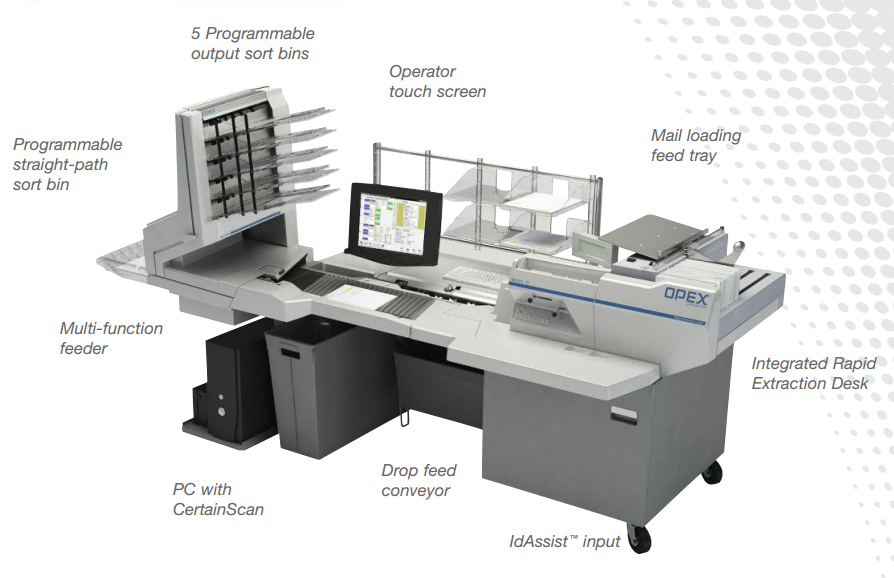 5 Programmable
output sort bins
Operator
touch screen
Programmable
straight-path
sort bin
Mail loading
feed tray
OPEX
OPEX
Multi-function
feeder
Integrated Rapid
Extraction Desk
Drop feed
conveyor
PC with
CertainScan
IdAssist™ input